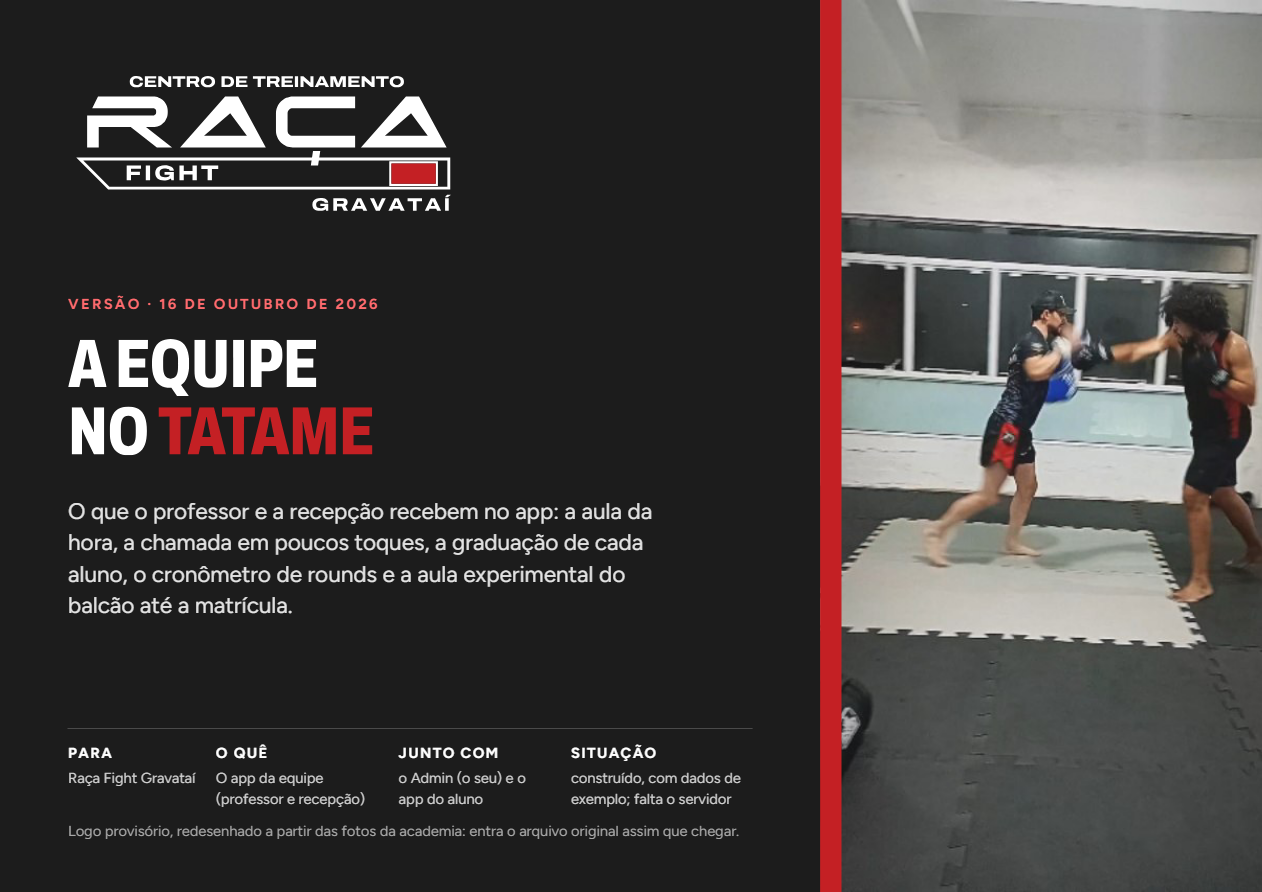 CENTRO DE TREINAMENTO
RAÇA
FIGHT
GRAVATAÍ
VERSÃO · 16 DE OUTUBRO DE 2026
A EQUIPE
NO TATAME
O que o professor e a recepção recebem no app: a aula da
hora, a chamada em poucos toques, a graduação de cada
aluno, o cronômetro de rounds e a aula experimental do
balcão até a matrícula.
PARA
Raça Fight Gravataí
O QUÊ
O app da equipe
(professor e recepção)
JUNTO COM
o Admin (o seu) e o
app do aluno
SITUAÇÃO
construído, com dados de
exemplo; falta o servidor
Logo provisório, redesenhado a partir das fotos da academia: entra o arquivo original assim que chegar.